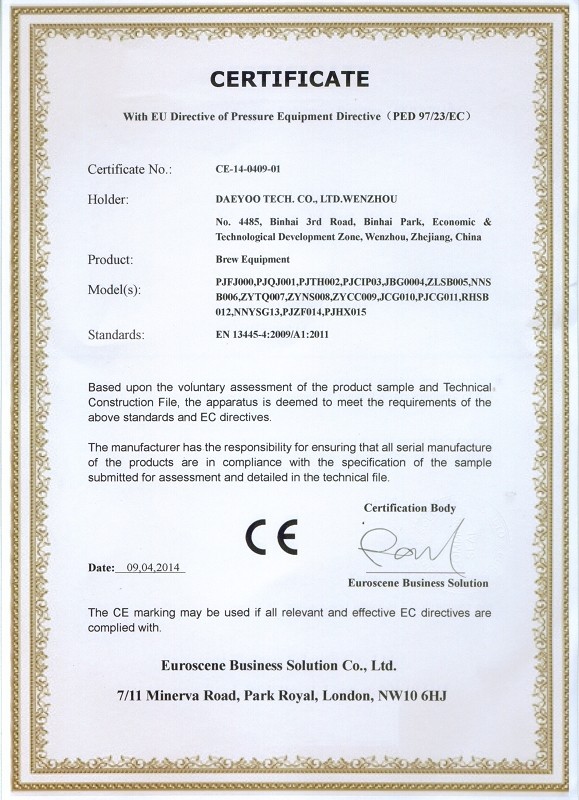 CERTIFICATE
With EU Directive of Pressure Equipment Directive（PED 97/23/EC）
Certificate No.: CE-14-0409-01
Holder: DAEYOO TECH. CO., LTD.WENZHOU
No. 4485, Binhai 3rd Road, Binhai Park, Economic &
Technological Development Zone, Wenzhou, Zhejiang, China
Product: Brew Equipment
Model(s): PJFJ000,PJQJ001,PJTH002,PJCIP03,JBG0004,ZLSB005,NNS
B006,ZYTQ007,ZYNS008,ZYCC009,JCG010,PJCG011,RHSB
012,NNYSG13,PJZF014,PJHX015
Standards: EN 13445-4:2009/A1:2011
Based upon the voluntary assessment of the product sample and Technical
Construction File, the apparatus is deemed to meet the requirements of the
above standards and EC directives.
The manufacturer has the responsibility for ensuring that all serial manufacture
of the products are in compliance with the specification of the sample
submitted for assessment and detailed in the technical file.
Certification Body
CE
Date: 09,04,2014
Euroscene Business Solution
The CE marking may be used if all relevant and effective EC directives are
complied with.
Euroscene Business Solution Co., Ltd.
7/11 Minerva Road, Park Royal, London, NW10 6HJ